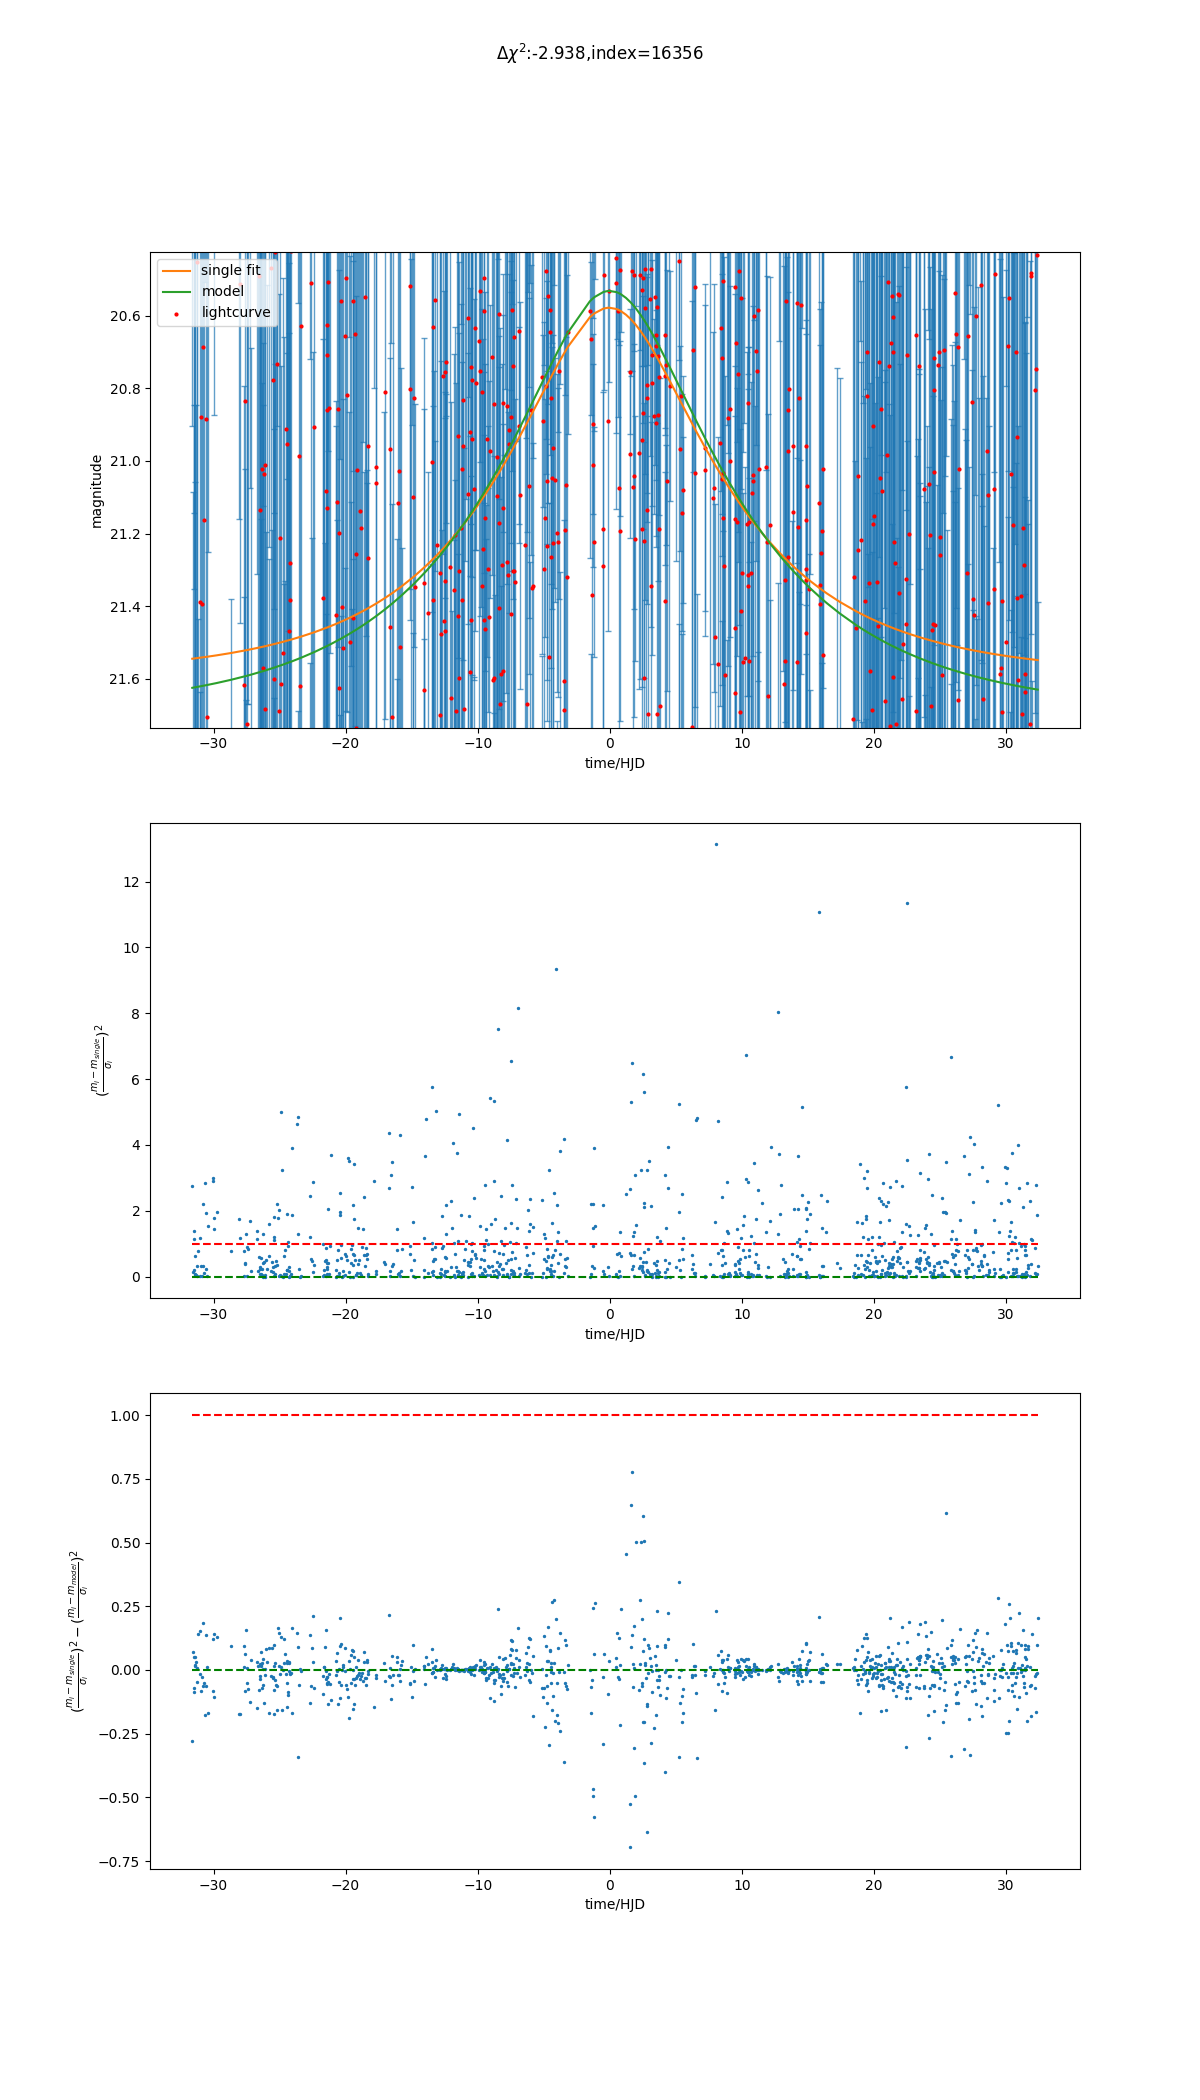 Δχ²:-2.938,index=16356
single fit
model
lightcurve
magnitude
20.6
20.8
21.0
21.2
21.4
21.6
−30 −20 −10 0 10 20 30
time/HJD
((m_i − m_single)/σ_i)²
12
10
8
6
4
2
0
−30 −20 −10 0 10 20 30
time/HJD
((m_i − m_single)/σ_i)² − ((m_i − m_model)/σ_i)²
1.00
0.75
0.50
0.25
0.00
−0.25
−0.50
−0.75
−30 −20 −10 0 10 20 30
time/HJD